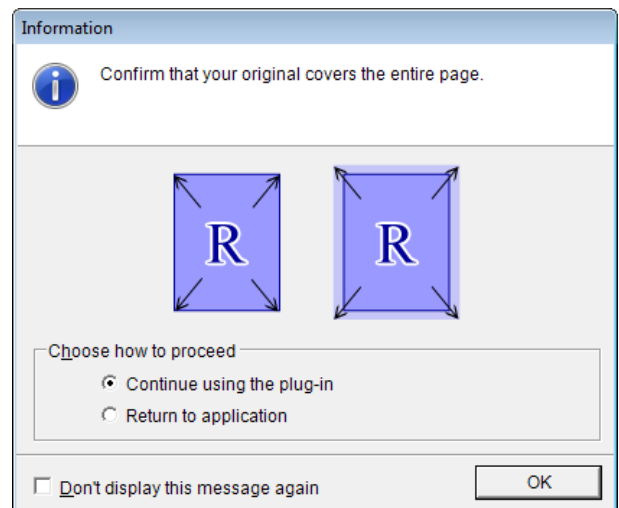 Information
Confirm that your original covers the entire page.
R R
Choose how to proceed
Continue using the plug-in
Return to application
Don't display this message again
OK